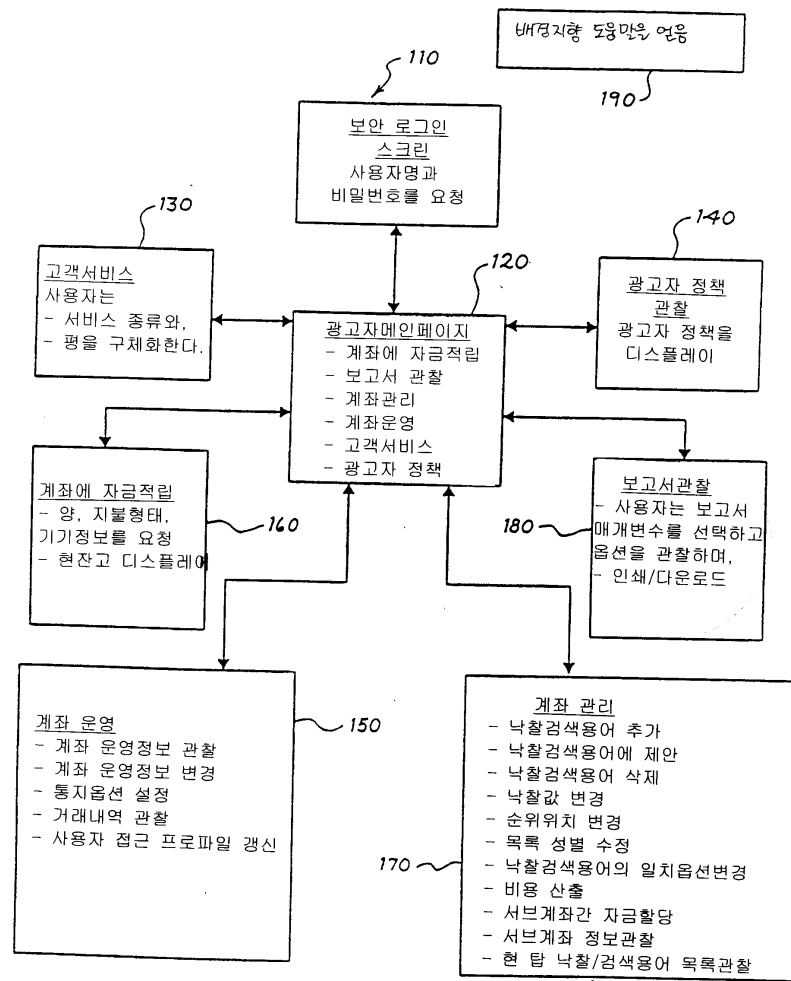 배경지향 도움말을 얻음
190
110
보안 로그인
스크린
사용자명과
비밀번호를 요청
130
고객서비스
사용자는
- 서비스 종류와,
- 평을 구체화한다.
120
광고자메인페이지
- 계좌에 자금적립
- 보고서 관찰
- 계좌관리
- 계좌운영
- 고객서비스
- 광고자 정책
140
광고자 정책
관찰
광고자 정책을
디스플레이
계좌에 자금적립
- 양, 지불형태,
기기정보를 요청
- 현잔고 디스플레이
160
보고서관찰
- 사용자는 보고서
매개변수를 선택하고
옵션을 관찰하며,
- 인쇄/다운로드
180
계좌 운영
- 계좌 운영정보 관찰
- 계좌 운영정보 변경
- 통지옵션 설정
- 거래내역 관찰
- 사용자 접근 프로파일 갱신
150
계좌 관리
- 낙찰검색용어 추가
- 낙찰검색용어에 제안
- 낙찰검색용어 삭제
- 낙찰값 변경
- 순위위치 변경
- 목록 성별 수정
- 낙찰검색용어의 일치옵션변경
- 비용 산출
- 서브계좌간 자금할당
- 서브계좌 정보관찰
- 현 탑 낙찰/검색용어 목록관찰
170